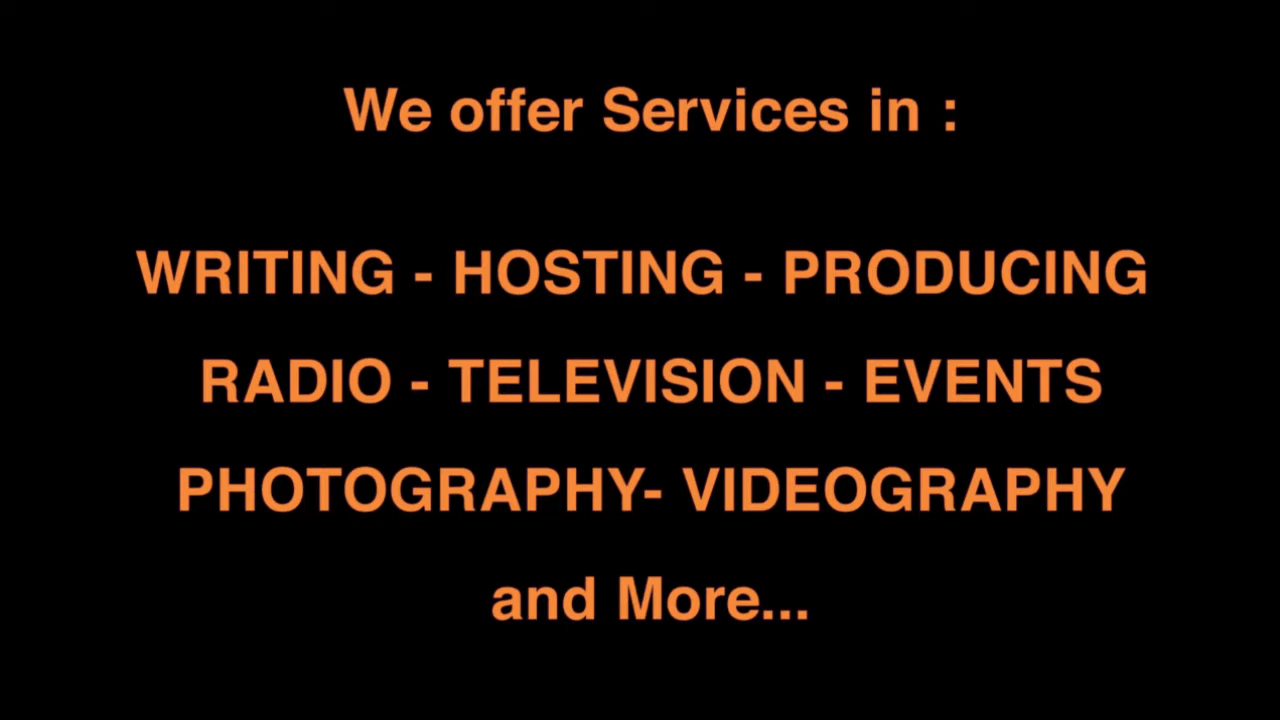 We offer Services in :
WRITING - HOSTING - PRODUCING
RADIO - TELEVISION - EVENTS
PHOTOGRAPHY- VIDEOGRAPHY
and More...